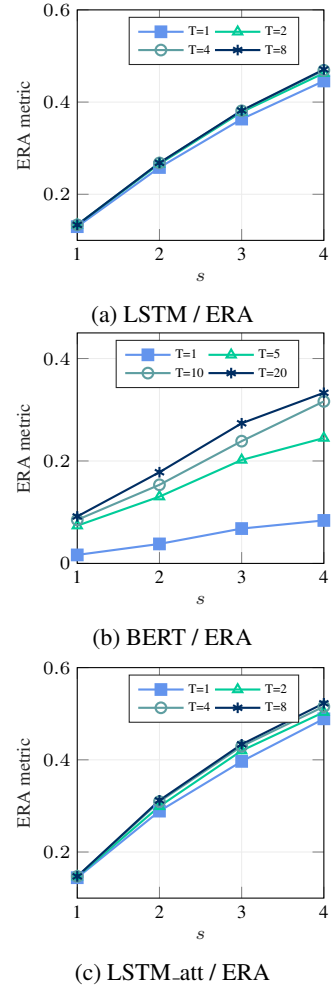 T=1 T=2
T=4 T=8
0.6
0.4
0.2
ERA metric
1 2 3 4
s
(a) LSTM / ERA
T=1 T=5
T=10 T=20
0.4
0.2
0
ERA metric
1 2 3 4
s
(b) BERT / ERA
T=1 T=2
T=4 T=8
0.6
0.4
0.2
ERA metric
1 2 3 4
s
(c) LSTM_att / ERA